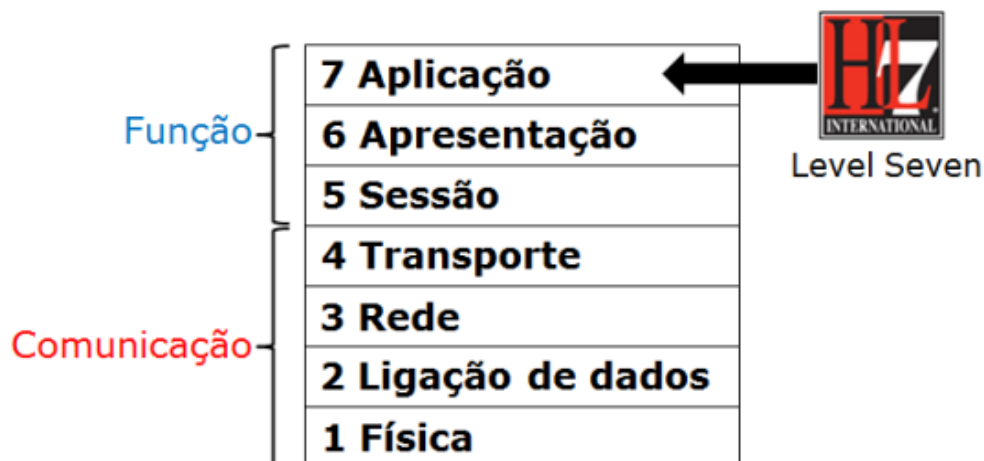 7 Aplicação
6 Apresentação
5 Sessão
4 Transporte
3 Rede
2 Ligação de dados
1 Física
Função
Comunicação
HL7
INTERNATIONAL
Level Seven